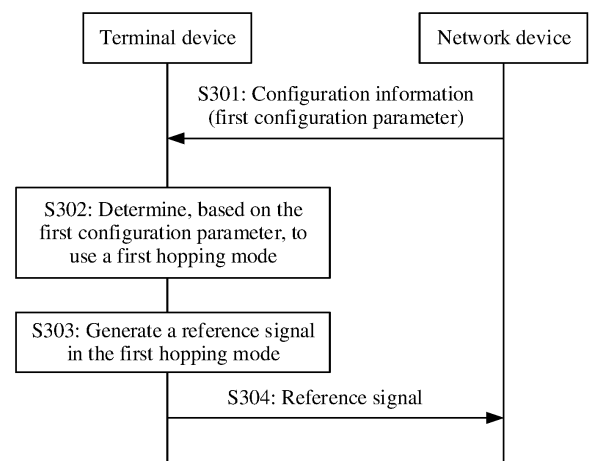 Terminal device
Network device
S301: Configuration information
(first configuration parameter)
S302: Determine, based on the
first configuration parameter, to
use a first hopping mode
S303: Generate a reference signal
in the first hopping mode
S304: Reference signal